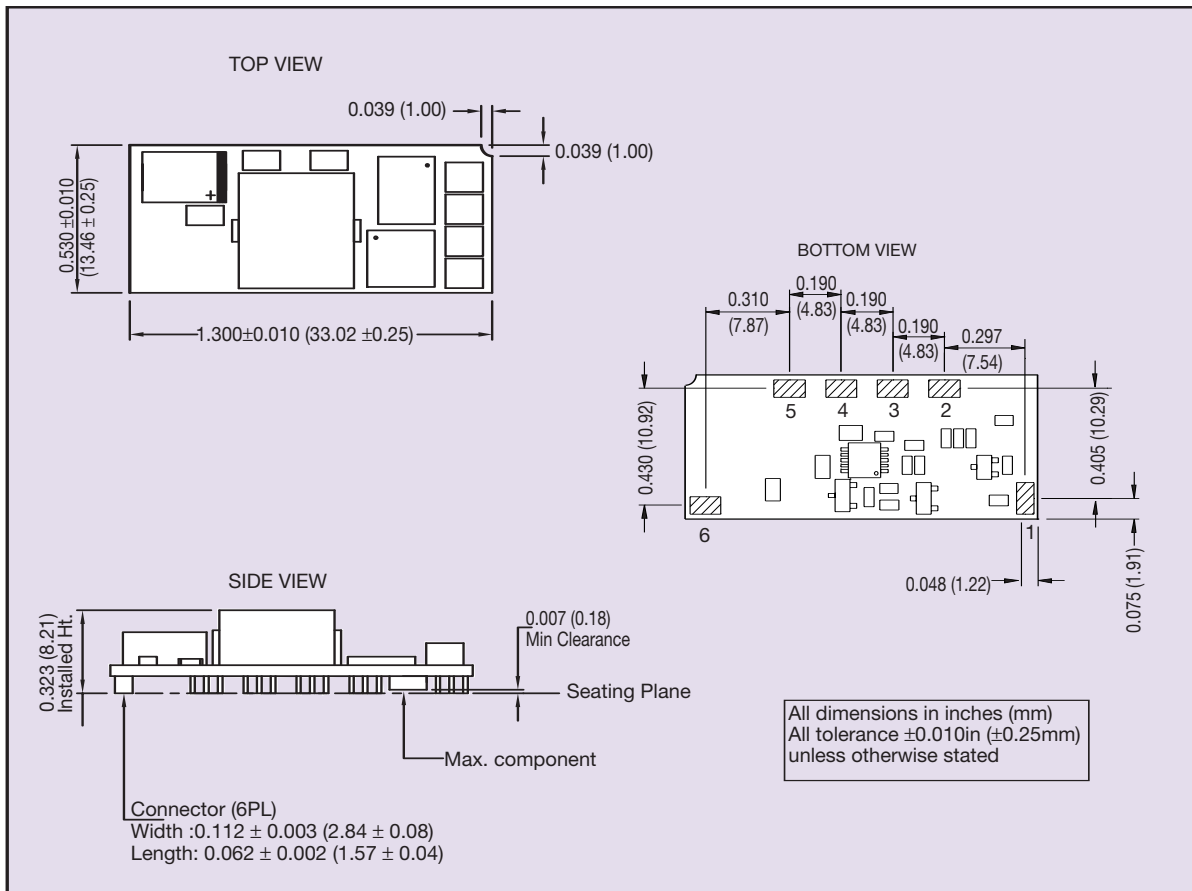 TOP VIEW
0.039 (1.00)
0.039 (1.00)
0.530 ±0.010
(13.46 ± 0.25)
+
1.300±0.010 (33.02 ±0.25)
BOTTOM VIEW
0.310
(7.87)
0.190
(4.83)
0.190
(4.83)
0.190
(4.83)
0.297
(7.54)
5
4
3
2
0.430 (10.92)
0.405 (10.29)
6
1
0.048 (1.22)
0.075 (1.91)
SIDE VIEW
0.323 (8.21)
Installed Ht.
0.007 (0.18)
Min Clearance
Seating Plane
Max. component
Connector (6PL)
Width :0.112 ± 0.003 (2.84 ± 0.08)
Length: 0.062 ± 0.002 (1.57 ± 0.04)
All dimensions in inches (mm)
All tolerance ±0.010in (±0.25mm)
unless otherwise stated